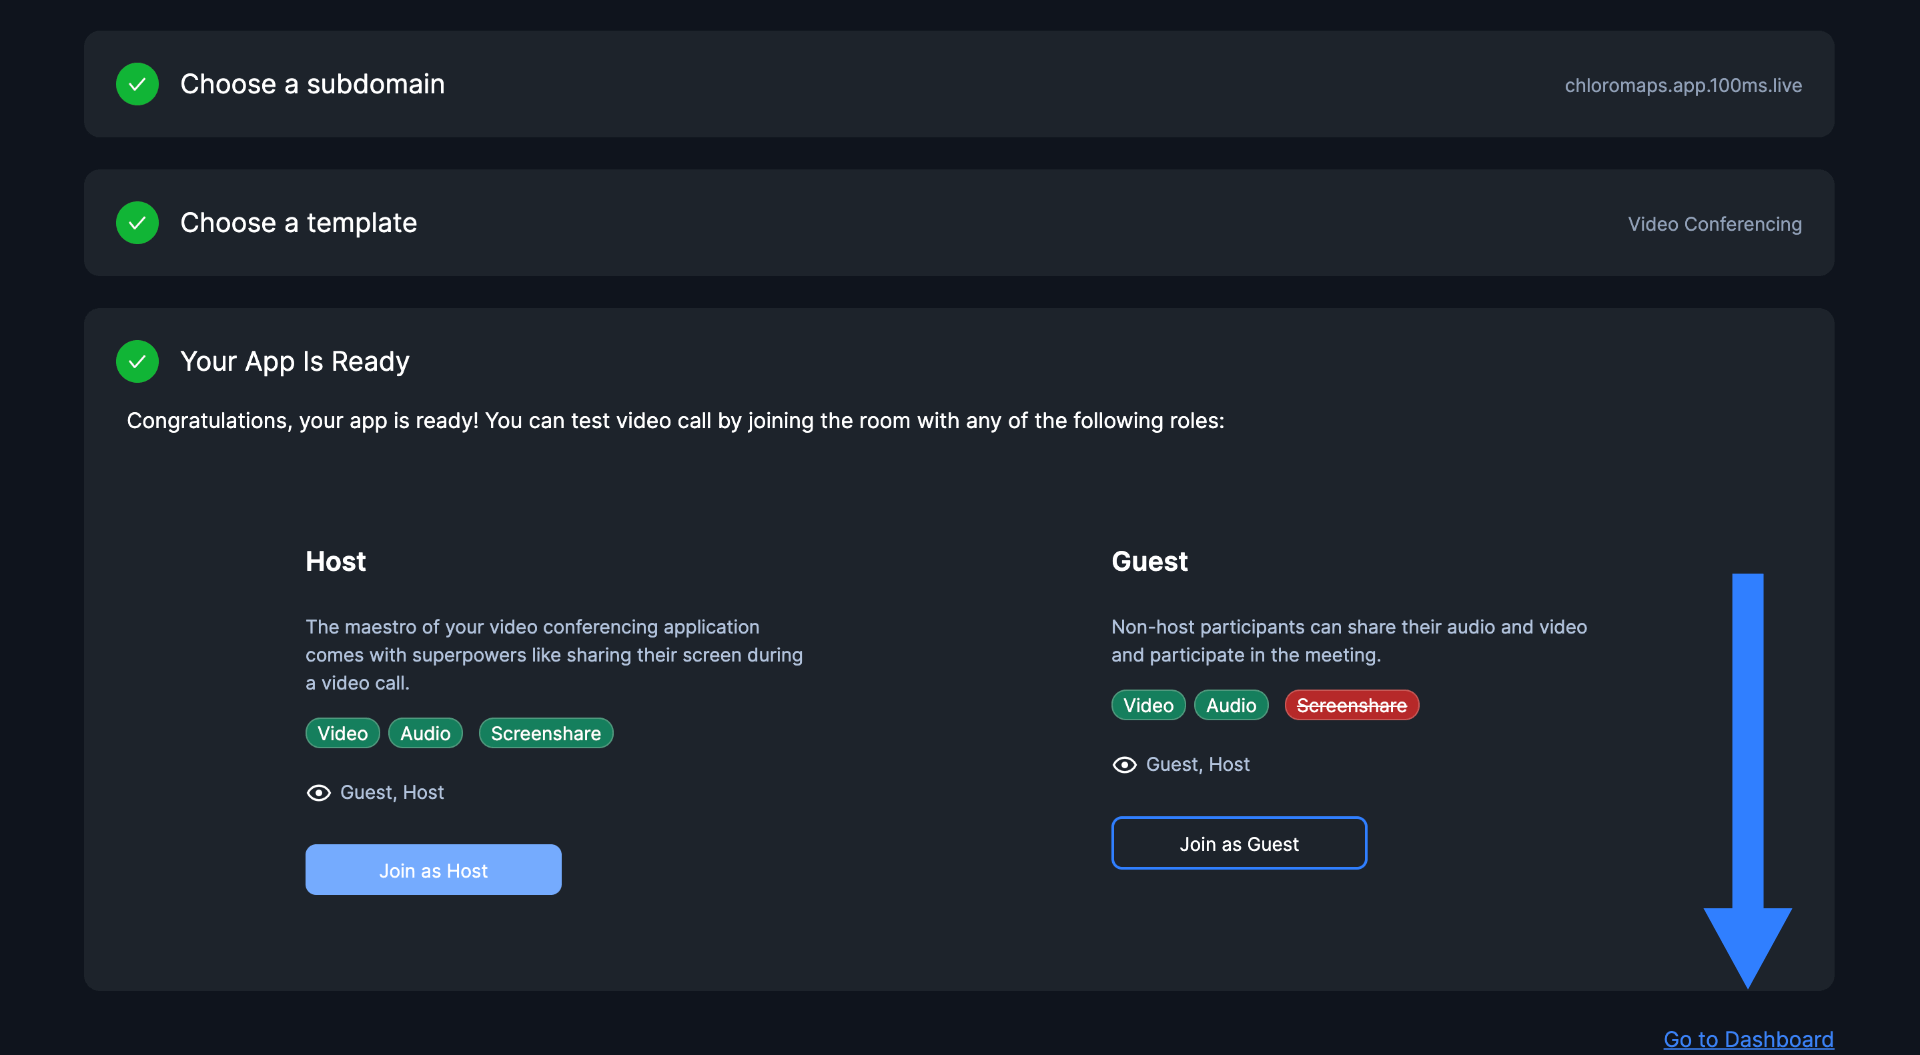 Choose a subdomain
chloromaps.app.100ms.live
Choose a template
Video Conferencing
Your App Is Ready
Congratulations, your app is ready! You can test video call by joining the room with any of the following roles:
Host
The maestro of your video conferencing application
comes with superpowers like sharing their screen during
a video call.
Video Audio Screenshare
Guest, Host
Join as Host
Guest
Non-host participants can share their audio and video
and participate in the meeting.
Video Audio Screenshare
Guest, Host
Join as Guest
Go to Dashboard